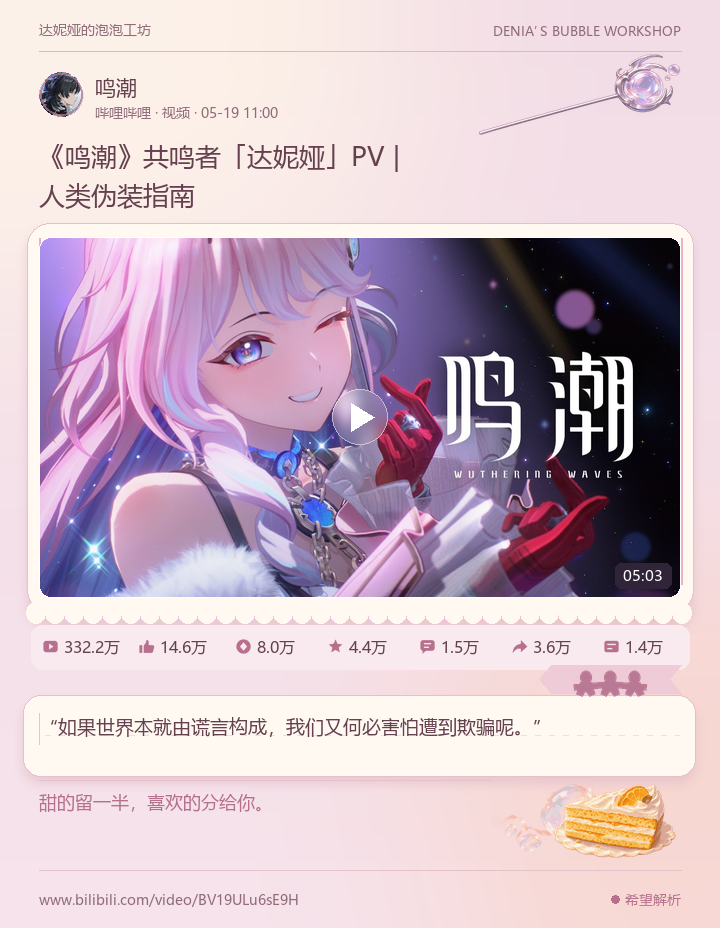 达妮娅的泡泡工坊
DENIA'S BUBBLE WORKSHOP
鸣潮
哔哩哔哩 · 视频 · 05-19 11:00
《鸣潮》共鸣者「达妮娅」PV |
人类伪装指南
鸣潮
WUTHERING WAVES
05:03
332.2万 14.6万 8.0万 4.4万 1.5万 3.6万 1.4万
“如果世界本就由谎言构成，我们又何必害怕遭到欺骗呢。”
甜的留一半，喜欢的分给你。
www.bilibili.com/video/BV19ULu6sE9H
希望解析